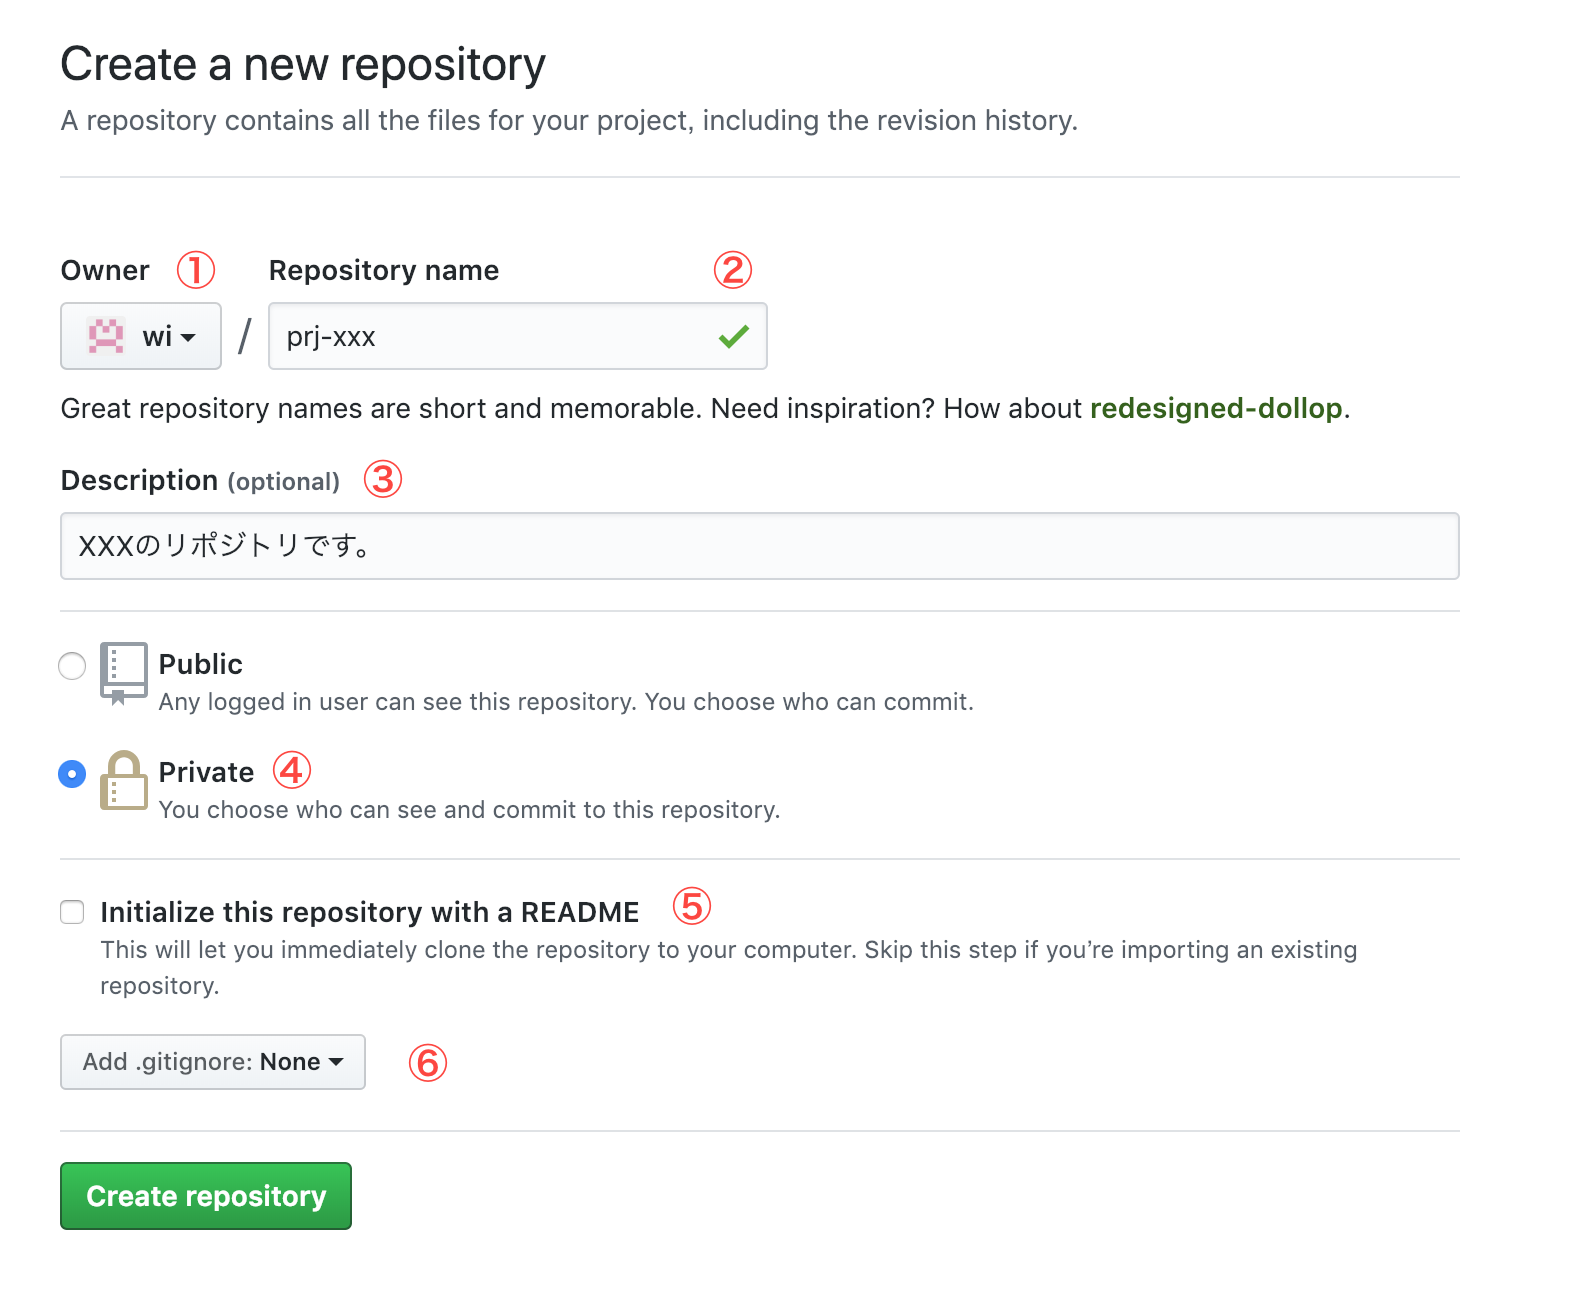 Create a new repository
A repository contains all the files for your project, including the revision history.
Owner ① Repository name ②
wi / prj-xxx
Great repository names are short and memorable. Need inspiration? How about redesigned-dollop.
Description (optional) ③
XXXのリポジトリです。
Public
Any logged in user can see this repository. You choose who can commit.
Private ④
You choose who can see and commit to this repository.
Initialize this repository with a README ⑤
This will let you immediately clone the repository to your computer. Skip this step if you’re importing an existing
repository.
Add .gitignore: None ⑥
Create repository